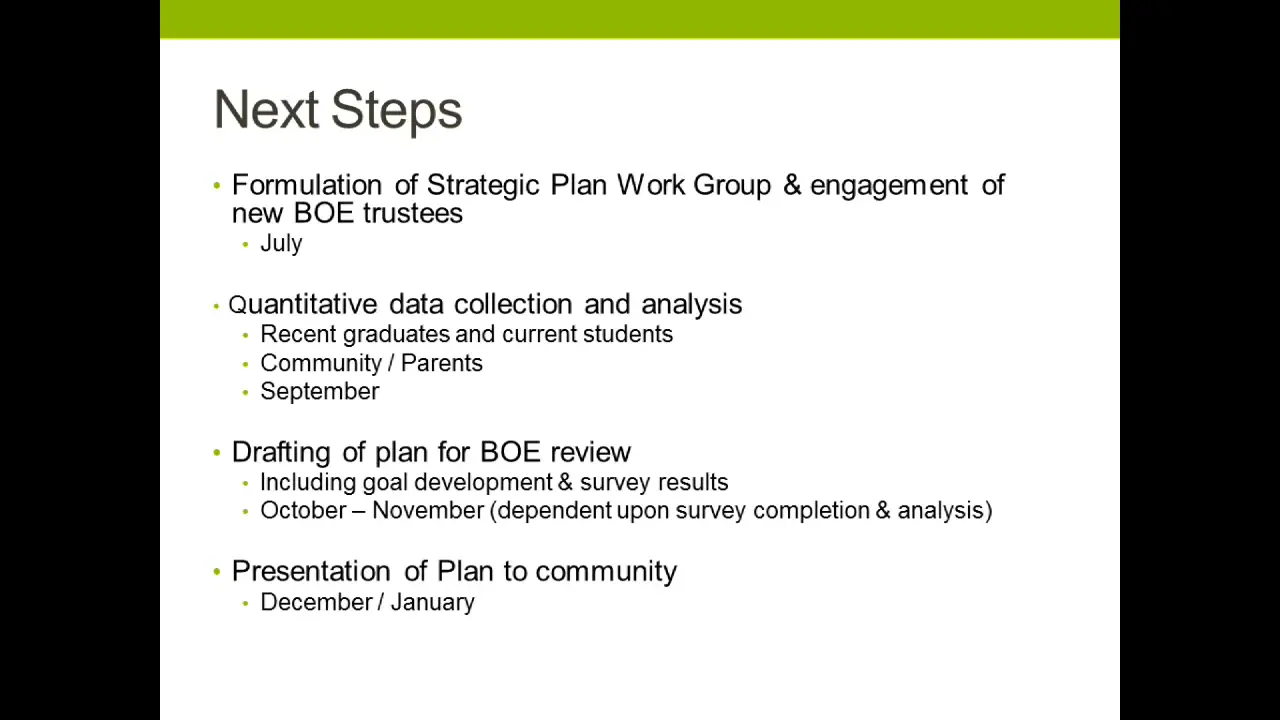 Next Steps
• Formulation of Strategic Plan Work Group & engagement of
new BOE trustees
• July
• Quantitative data collection and analysis
• Recent graduates and current students
• Community / Parents
• September
• Drafting of plan for BOE review
• Including goal development & survey results
• October – November (dependent upon survey completion & analysis)
• Presentation of Plan to community
• December / January